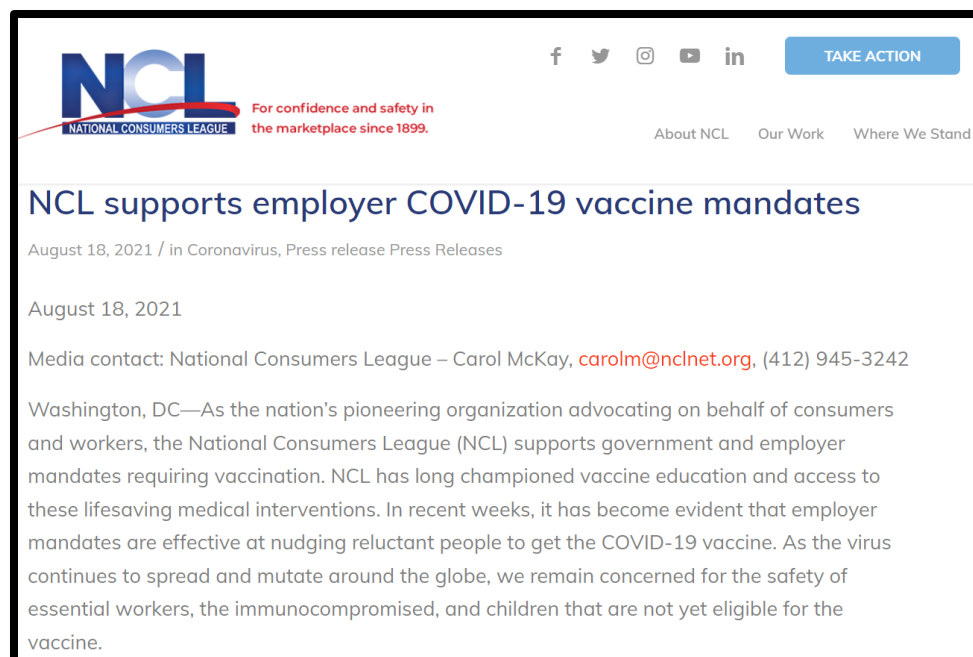 NCL
NATIONAL CONSUMERS LEAGUE
For confidence and safety in
the marketplace since 1899.
TAKE ACTION
About NCL Our Work Where We Stand
NCL supports employer COVID-19 vaccine mandates
August 18, 2021 / in Coronavirus, Press release Press Releases
August 18, 2021
Media contact: National Consumers League – Carol McKay, carolm@nclnet.org, (412) 945-3242
Washington, DC—As the nation’s pioneering organization advocating on behalf of consumers
and workers, the National Consumers League (NCL) supports government and employer
mandates requiring vaccination. NCL has long championed vaccine education and access to
these lifesaving medical interventions. In recent weeks, it has become evident that employer
mandates are effective at nudging reluctant people to get the COVID-19 vaccine. As the virus
continues to spread and mutate around the globe, we remain concerned for the safety of
essential workers, the immunocompromised, and children that are not yet eligible for the
vaccine.